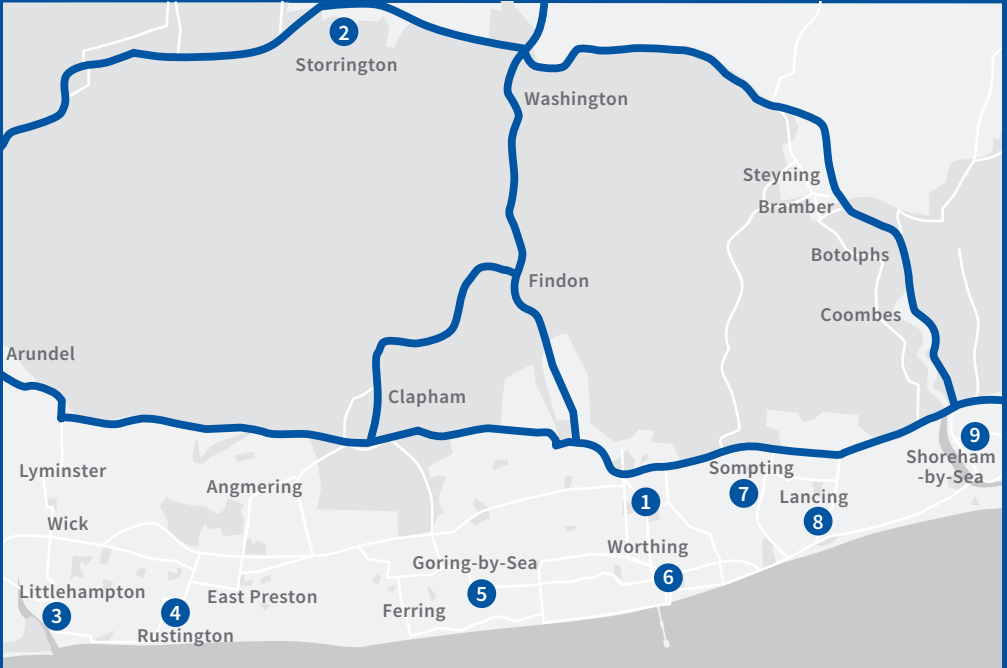 2
Storrington
Washington
Steyning
Bramber
Botolphs
Findon
Coombes
Arundel
Clapham
9
Shoreham
-by-Sea
Lyminster
Sompting
Angmering
7
Lancing
1
8
Wick
Worthing
Goring-by-Sea
6
Littlehampton
5
East Preston
3
4
Ferring
Rustington